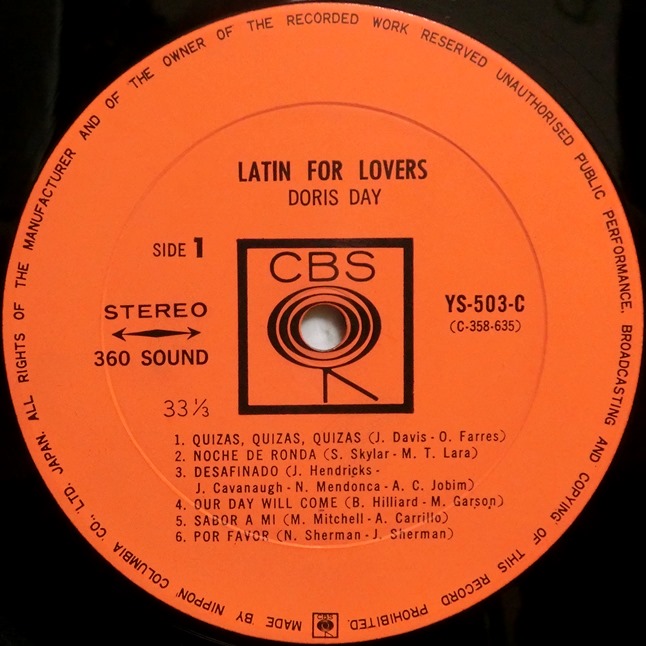 MADE BY NIPPON COLUMBIA CO., LTD. JAPAN. ALL RIGHTS OF THE MANUFACTURER AND OF THE OWNER OF THE RECORDED WORK RESERVED UNAUTHORISED PUBLIC PERFORMANCE. BROADCASTING AND COPYING OF THIS RECORD PROHIBITED.
LATIN FOR LOVERS
DORIS DAY
SIDE 1
CBS
STEREO
360 SOUND
33 1/3
YS-503-C
(C-358-635)
1. QUIZAS, QUIZAS, QUIZAS (J. Davis - O. Farres)
2. NOCHE DE RONDA (S. Skylar - M. T. Lara)
3. DESAFINADO (J. Hendricks -
J. Cavanaugh - N. Mendonca - A. C. Jobim)
4. OUR DAY WILL COME (B. Hilliard - M. Garson)
5. SABOR A MI (M. Mitchell - A. Carrillo)
6. POR FAVOR (N. Sherman - J. Sherman)
CBS